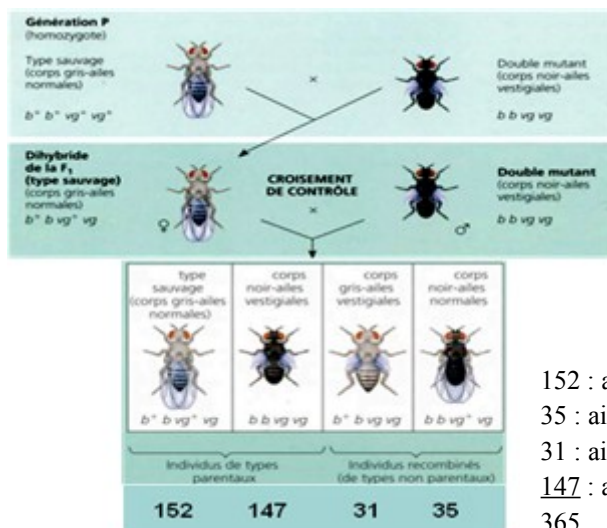 Génération P
(homozygote)
Type sauvage
(corps gris-ailes
normales)
b⁺ b⁺ vg⁺ vg⁺
×
Double mutant
(corps noir-ailes
vestigiales)
b b vg vg
Dihybride
de la F₁
(type sauvage)
(corps gris-ailes
normales)
b⁺ b vg⁺ vg
♀
CROISEMENT
DE CONTRÔLE
×
♂
Double mutant
(corps noir-ailes
vestigiales)
b b vg vg
type
sauvage
(corps gris-ailes
normales)
corps
noir-ailes
vestigiales
corps
gris-ailes
vestigiales
corps
noir-ailes
normales
b⁺ b vg⁺ vg
b b vg vg
b⁺ b vg vg
b b vg⁺ vg
Individus de types
parentaux
Individus recombinés
(de types non parentaux)
152 147 31 35
152 : a
35 : ai
31 : ai
147 : a
365